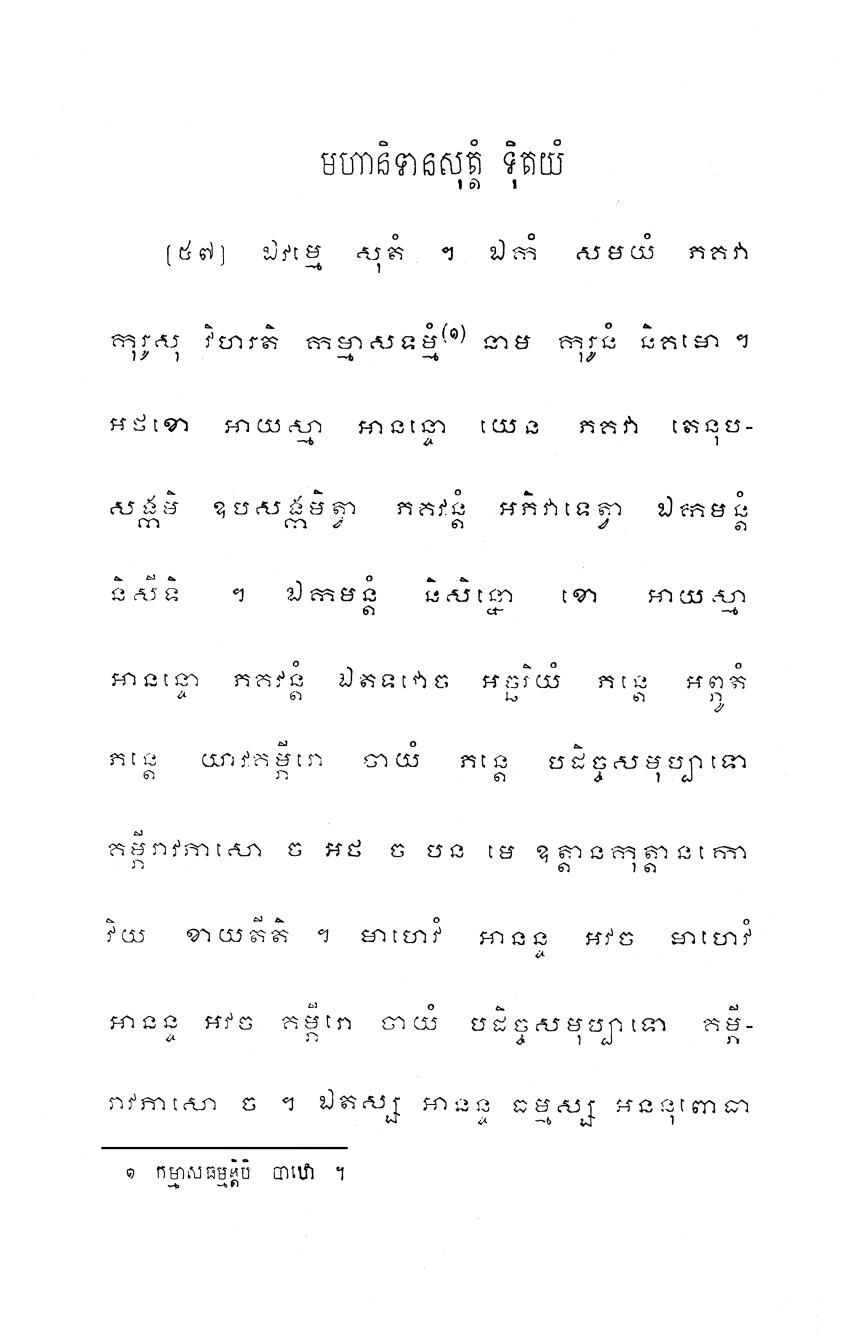 មហានិទានសុត្តំ ទុតិយំ
[៥៧] ឯវម្មេ សុតំ ។ ឯកំ សមយំ ភគវា
កុរូសុ វិហរតិ កម្មាសទម្មំ(១) នាម កុរូនំ និគមោ ។
អថខោ អាយស្មា អានន្ទោ យេន ភគវា តេនុប-
សង្កមិ ឧបសង្កមិត្វា ភគវន្តំ អភិវាទេត្វា ឯកមន្តំ
និសីទិ ។ ឯកមន្តំ និសិន្នោ ខោ អាយស្មា
អានន្ទោ ភគវន្តំ ឯតទវោច អច្ឆរិយំ ភន្តេ អព្ភូតំ
ភន្តេ យាវគម្ភីរោ ចាយំ ភន្តេ បដិច្ចសមុប្បាទោ
គម្ភីរាវភាសោ ច អថ ច បន មេ ឧត្តានកុត្តានកោ
វិយ ខាយតីតិ ។ មាហេវំ អានន្ទ អវច មាហេវំ
អានន្ទ អវច គម្ភីរោ ចាយំ បដិច្ចសមុប្បាទោ គម្ភី-
រាវភាសោ ច ។ ឯតស្ស អានន្ទ ធម្មស្ស អននុពោធា
១ កម្មាសធម្មន្តិបិ បាឋោ ។